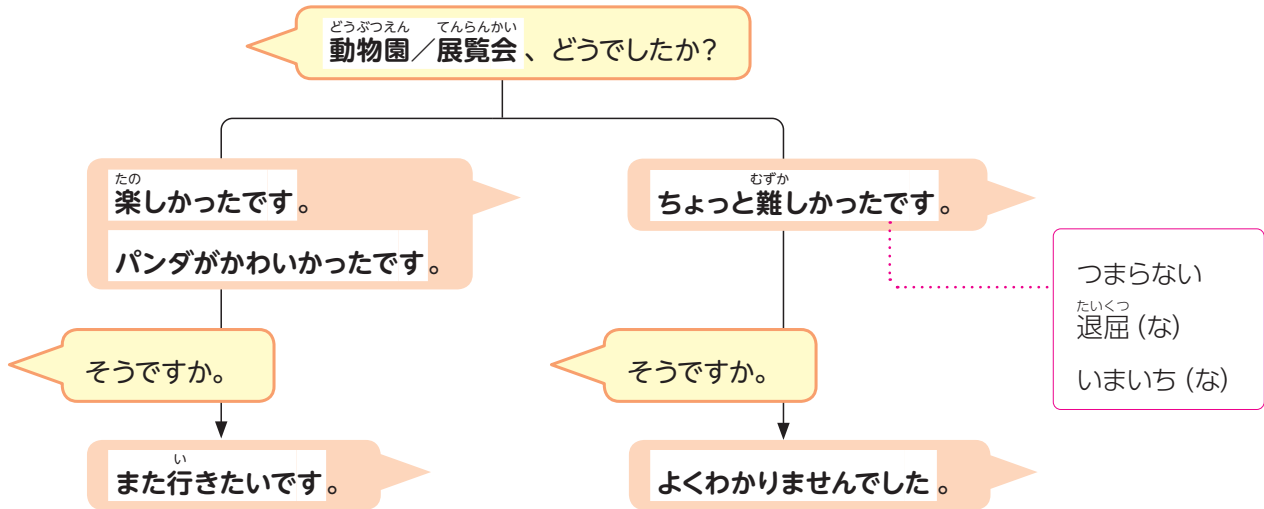 どうぶつえん てんらんかい
動物園／展覧会、どうでしたか？
たの
楽しかったです。
パンダがかわいかったです。
むずか
ちょっと難しかったです。
つまらない
たいくつ
退屈（な）
いまいち（な）
そうですか。
そうですか。
い
また行きたいです。
よくわかりませんでした。